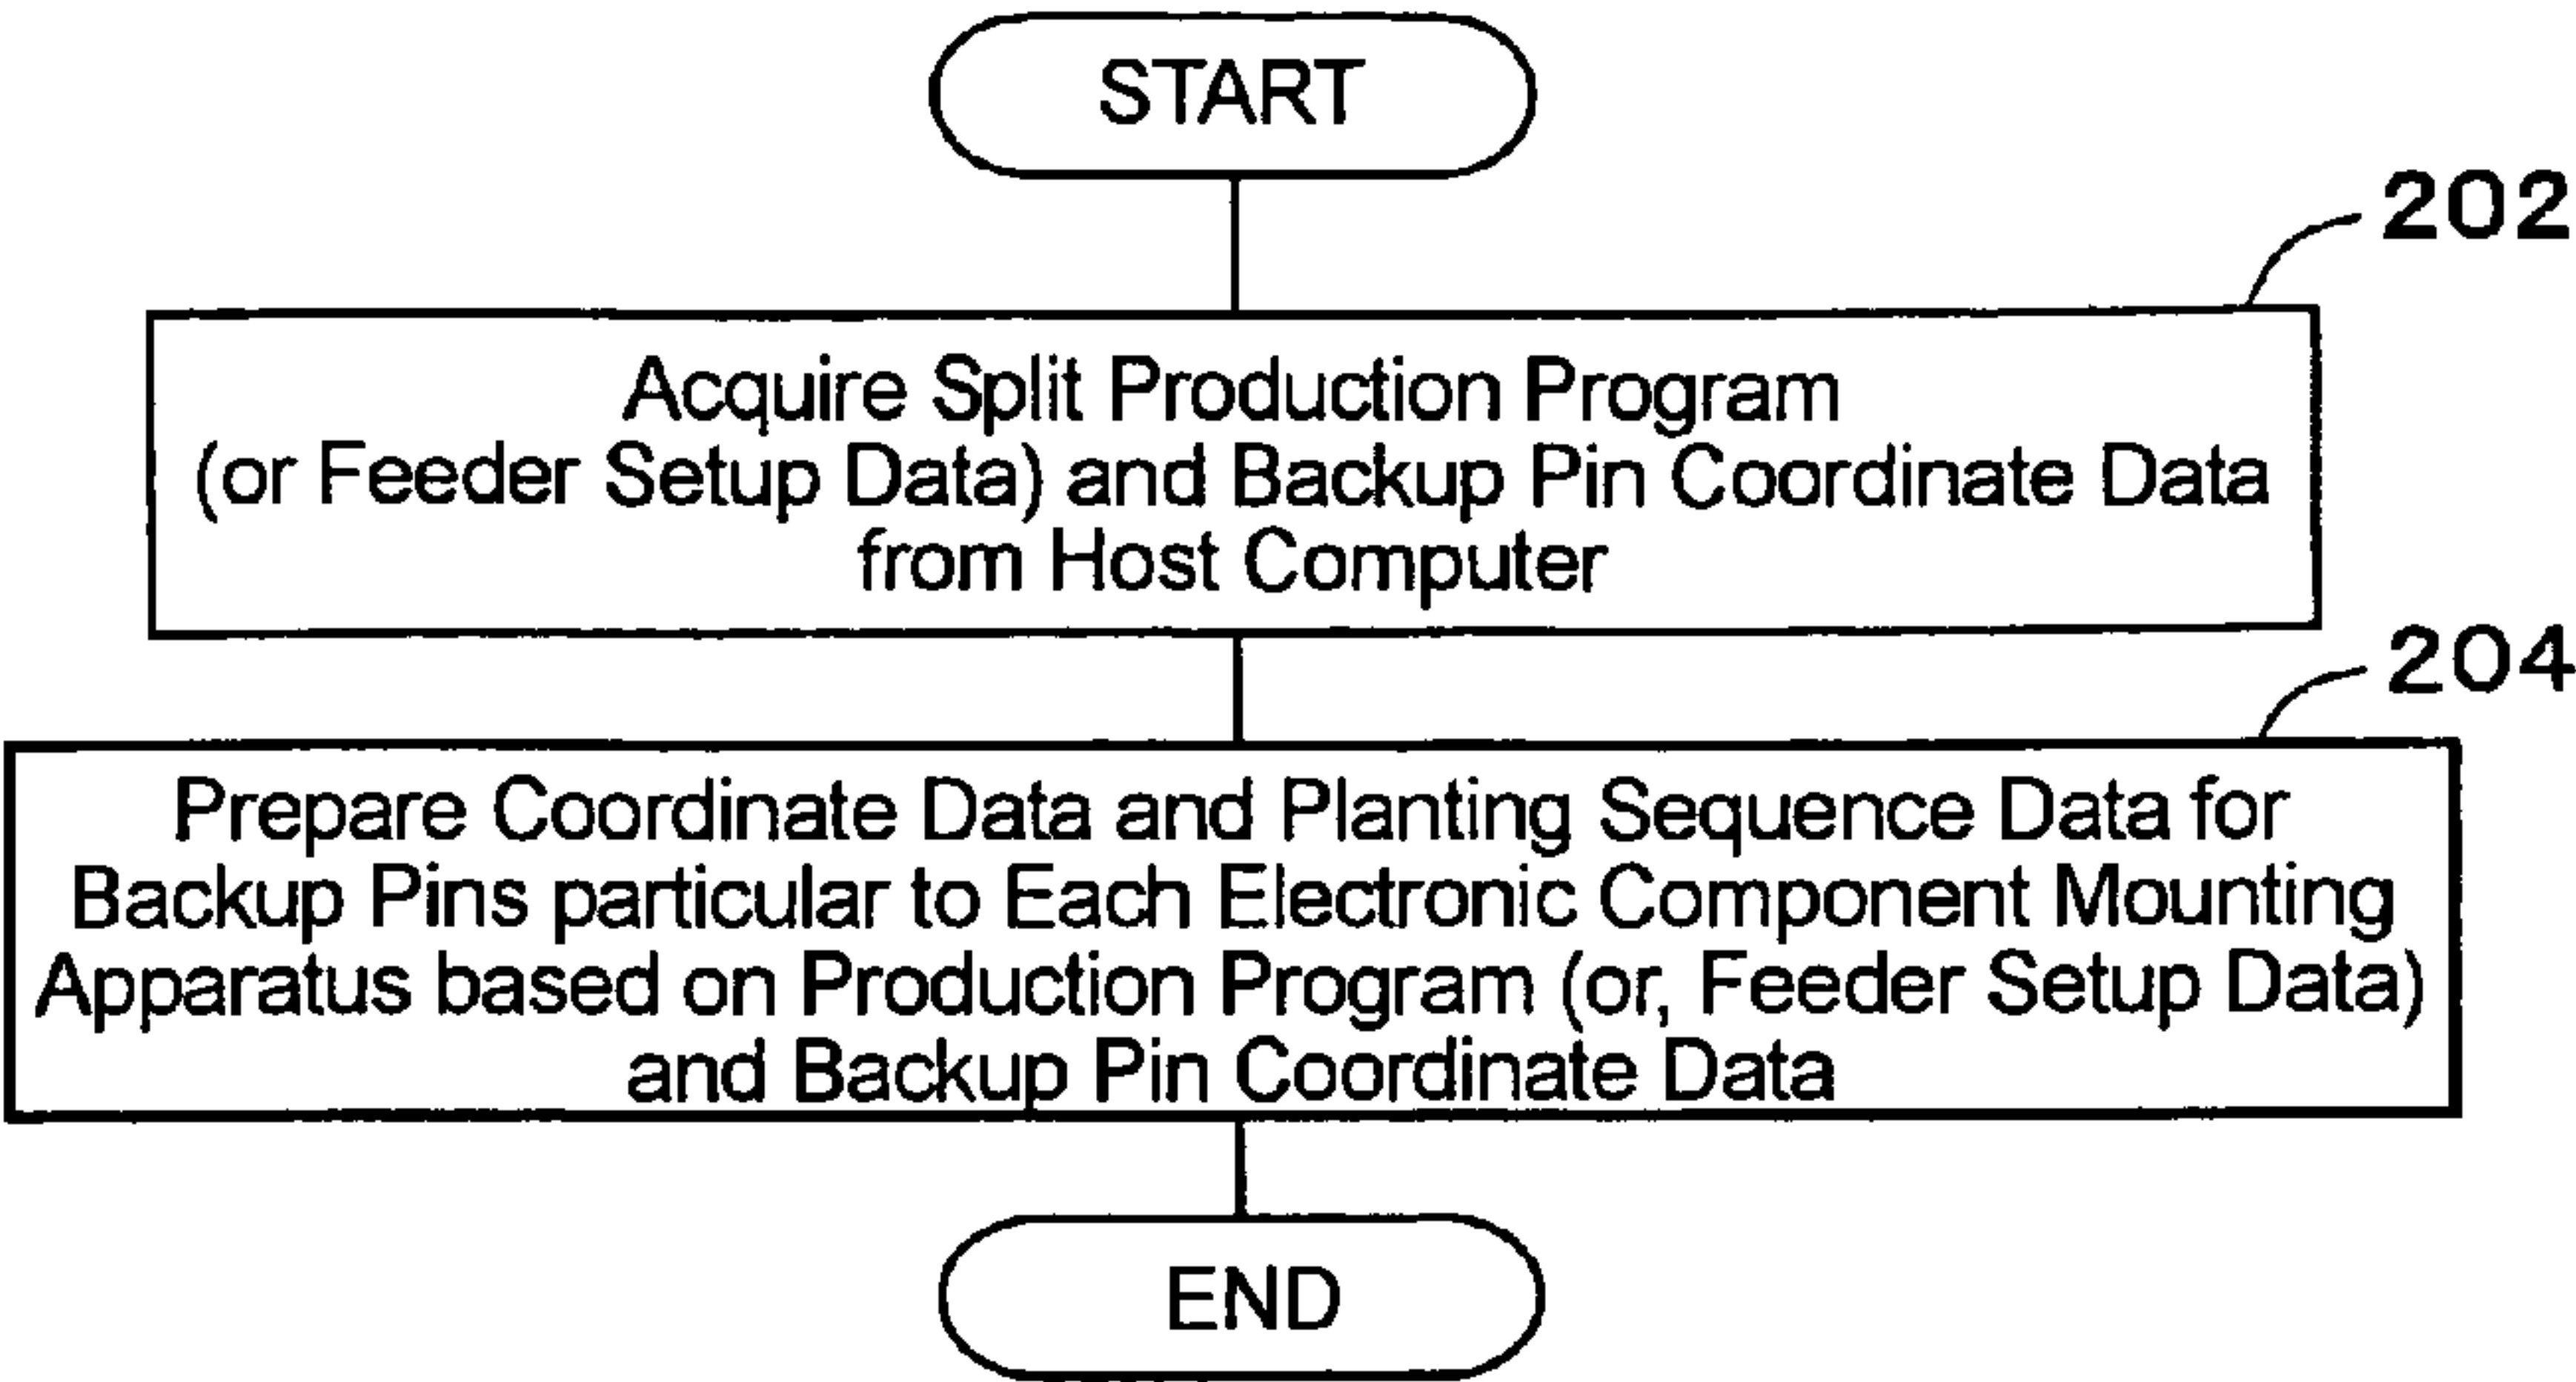 START
202
Acquire Split Production Program
(or Feeder Setup Data) and Backup Pin Coordinate Data
from Host Computer
204
Prepare Coordinate Data and Planting Sequence Data for
Backup Pins particular to Each Electronic Component Mounting
Apparatus based on Production Program (or, Feeder Setup Data)
and Backup Pin Coordinate Data
END